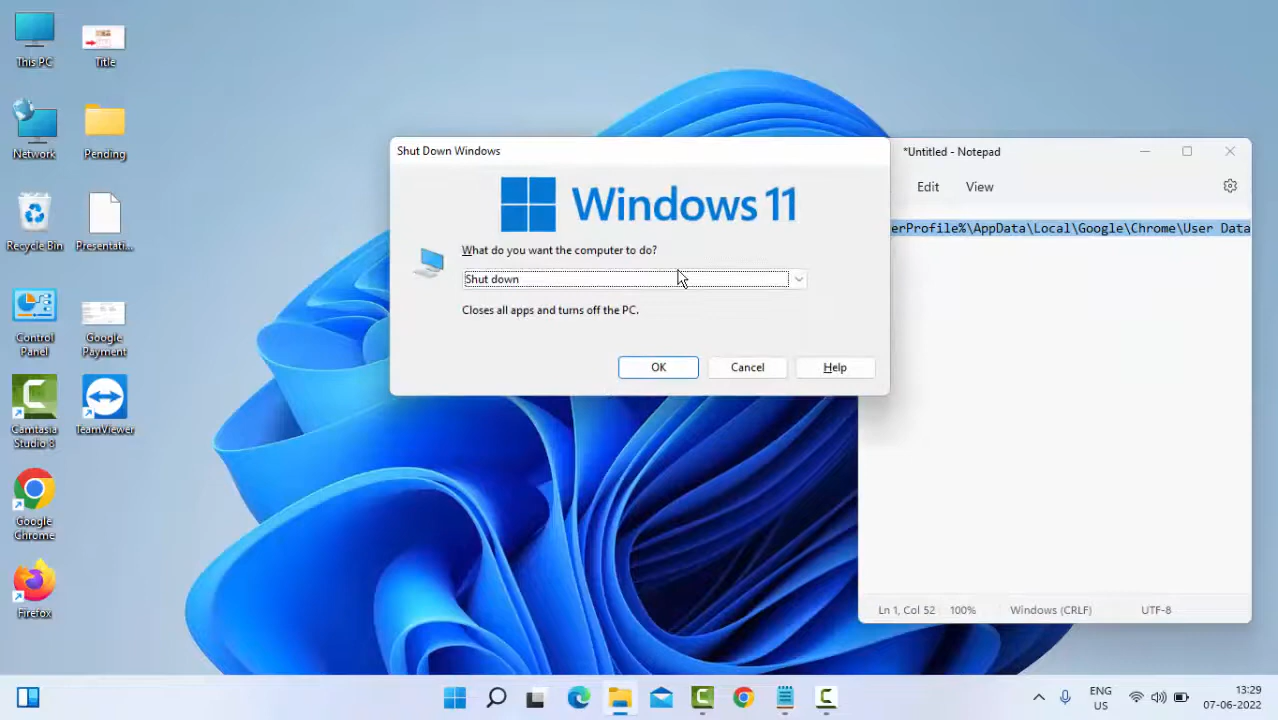 This PC
Title
Network
Pending
Recycle Bin
Presentati...
Control
Panel
Google
Payment
Camtasia
Studio 8
TeamViewer
Google
Chrome
Firefox
Shut Down Windows
Windows 11
What do you want the computer to do?
Shut down
Closes all apps and turns off the PC.
OK
Cancel
Help
*Untitled - Notepad
Edit
View
erProfile%\AppData\Local\Google\Chrome\User Data
Ln 1, Col 52
100%
Windows (CRLF)
UTF-8
ENG
US
13:29
07-06-2022